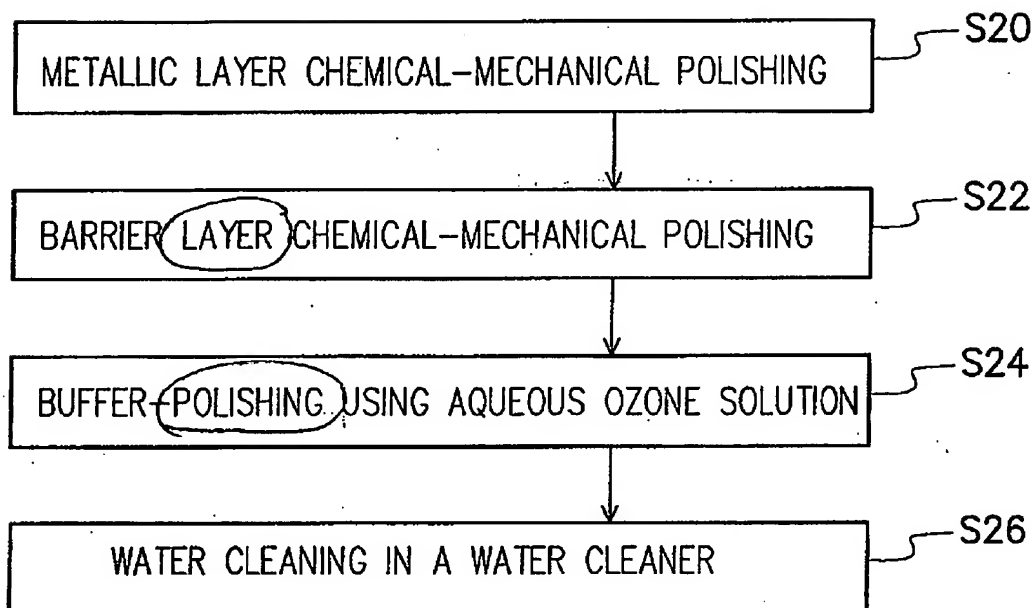 METALLIC LAYER CHEMICAL-MECHANICAL POLISHING
S20
BARRIER LAYER CHEMICAL-MECHANICAL POLISHING
S22
BUFFER-POLISHING USING AQUEOUS OZONE SOLUTION
S24
WATER CLEANING IN A WATER CLEANER
S26